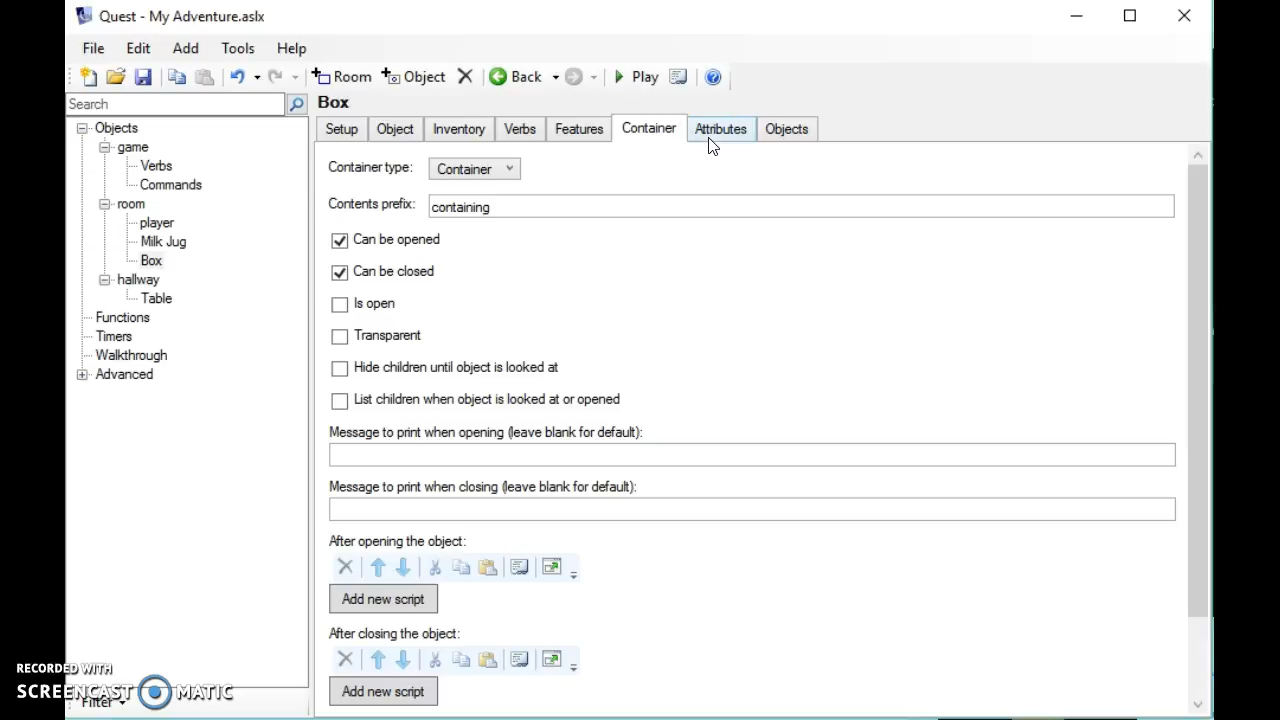 Quest - My Adventure.aslx
File Edit Add Tools Help
Room Object Back Play
Search
Box
Objects
game
Verbs
Commands
room
player
Milk Jug
Box
hallway
Table
Functions
Timers
Walkthrough
Advanced
Filter
Setup Object Inventory Verbs Features Container Attributes Objects
Container type: Container
Contents prefix: containing
Can be opened
Can be closed
Is open
Transparent
Hide children until object is looked at
List children when object is looked at or opened
Message to print when opening (leave blank for default):
Message to print when closing (leave blank for default):
After opening the object:
Add new script
After closing the object:
Add new script
RECORDED WITH
SCREENCAST MATIC